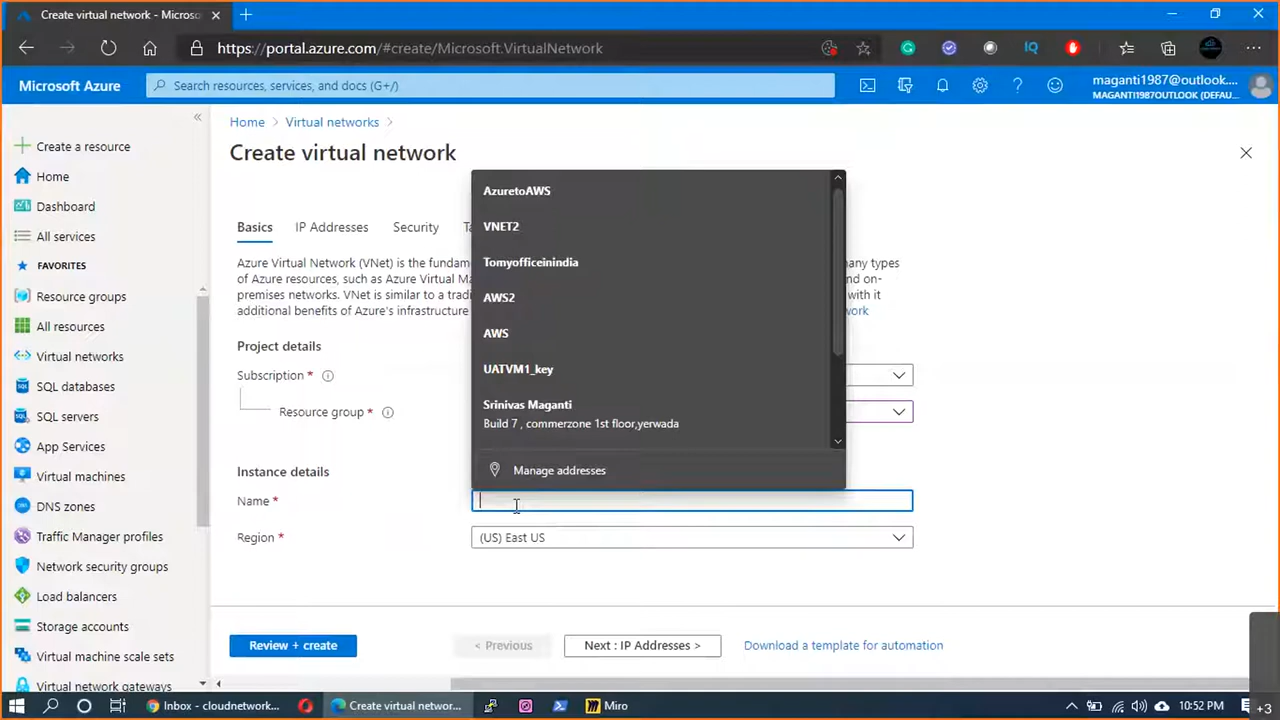 Create virtual network - Microso
https://portal.azure.com/#create/Microsoft.VirtualNetwork
IQ
Microsoft Azure
Search resources, services, and docs (G+/)
maganti1987@outlook....
MAGANTI1987OUTLOOK (DEFAU...
Create a resource
Home
Dashboard
All services
FAVORITES
Resource groups
All resources
Virtual networks
SQL databases
SQL servers
App Services
Virtual machines
DNS zones
Traffic Manager profiles
Network security groups
Load balancers
Storage accounts
Virtual machine scale sets
Virtual network gateways
Home > Virtual networks >
Create virtual network
Basics IP Addresses Security
Azure Virtual Network (VNet) is the fundam many types
of Azure resources, such as Azure Virtual Ma and on-
premises networks. VNet is similar to a tradi with it
additional benefits of Azure's infrastructure work
Project details
Subscription *
Resource group *
AzuretoAWS
VNET2
Tomyofficeinindia
AWS2
AWS
UATVM1_key
Srinivas Maganti
Build 7 , commerzone 1st floor,yerwada
Manage addresses
Instance details
Name *
Region *
(US) East US
Review + create
< Previous
Next : IP Addresses >
Download a template for automation
Inbox - cloudnetwork...
Create virtual networ...
Miro
10:52 PM
+3